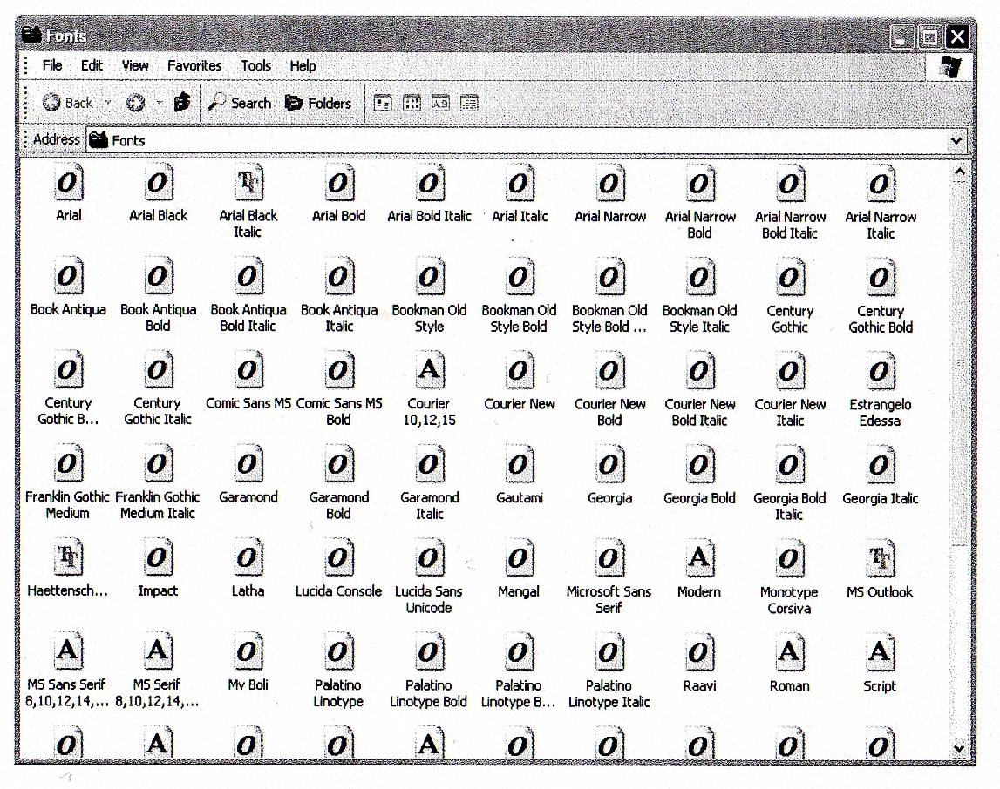 Fonts
File Edit View Favorites Tools Help
Back Search Folders
Address Fonts
Arial Arial Black Arial Black Arial Bold Arial Bold Italic Arial Italic Arial Narrow Arial Narrow Arial Narrow Arial Narrow
Italic Bold Bold Italic Italic
Book Antiqua Book Antiqua Book Antiqua Book Antiqua Bookman Old Bookman Old Bookman Old Bookman Old Century Century
Bold Bold Italic Italic Style Style Bold Style Bold ... Style Italic Gothic Gothic Bold
Century Century Comic Sans MS Comic Sans MS Courier Courier New Courier New Courier New Courier New Estrangelo
Gothic B... Gothic Italic Bold 10,12,15 Bold Bold Italic Italic Edessa
Franklin Gothic Franklin Gothic Garamond Garamond Garamond Gautami Georgia Georgia Bold Georgia Bold Georgia Italic
Medium Medium Italic Bold Italic Italic
Haettensch... Impact Latha Lucida Console Lucida Sans Mangal Microsoft Sans Modern Monotype MS Outlook
Unicode Serif Corsiva
MS Sans Serif MS Serif Mv Boli Palatino Palatino Palatino Palatino Raavi Roman Script
8,10,12,14,... 8,10,12,14,... Linotype Linotype Bold Linotype B... Linotype Italic